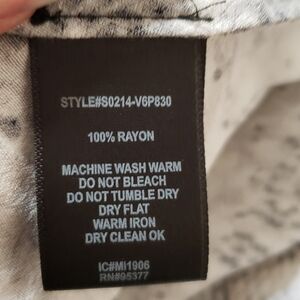 STYLE#S0214-V6P830
100% RAYON
MACHINE WASH WARM
DO NOT BLEACH
DO NOT TUMBLE DRY
DRY FLAT
WARM IRON
DRY CLEAN OK
IC#MI1906
RN#95377